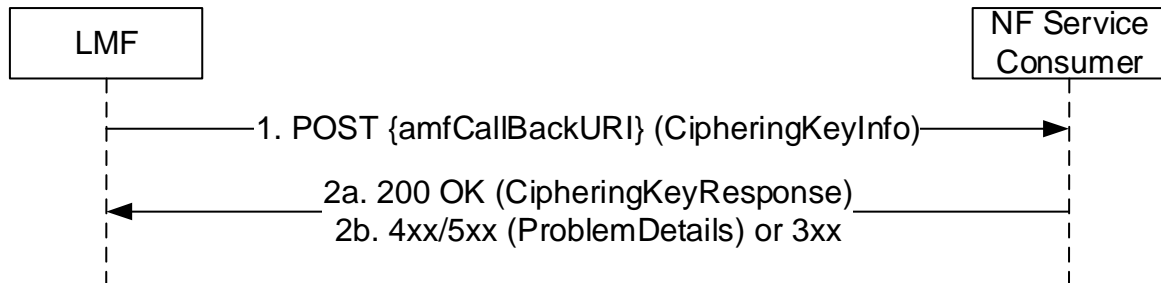 LMF
NF Service
Consumer
1. POST {amfCallBackURI} (CipheringKeyInfo)
2a. 200 OK (CipheringKeyResponse)
2b. 4xx/5xx (ProblemDetails) or 3xx